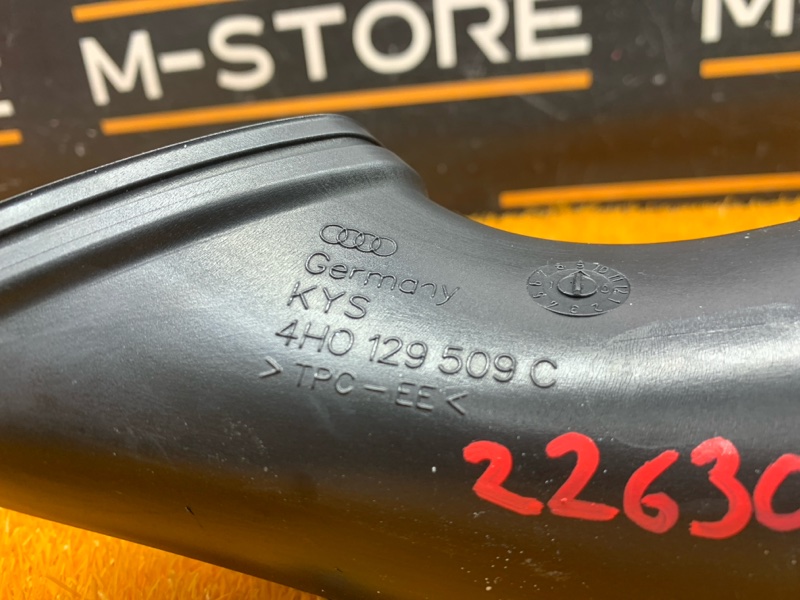 M-STORE
Germany
KYS
4H0 129 509 C
>TPC-EE<
22630